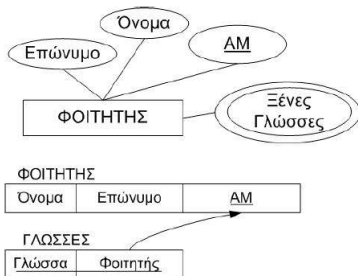 Όνομα
Επώνυμο
ΑΜ
ΦΟΙΤΗΤΗΣ
Ξένες
Γλώσσες
ΦΟΙΤΗΤΗΣ
Όνομα Επώνυμο ΑΜ
ΓΛΩΣΣΕΣ
Γλώσσα Φοιτητής